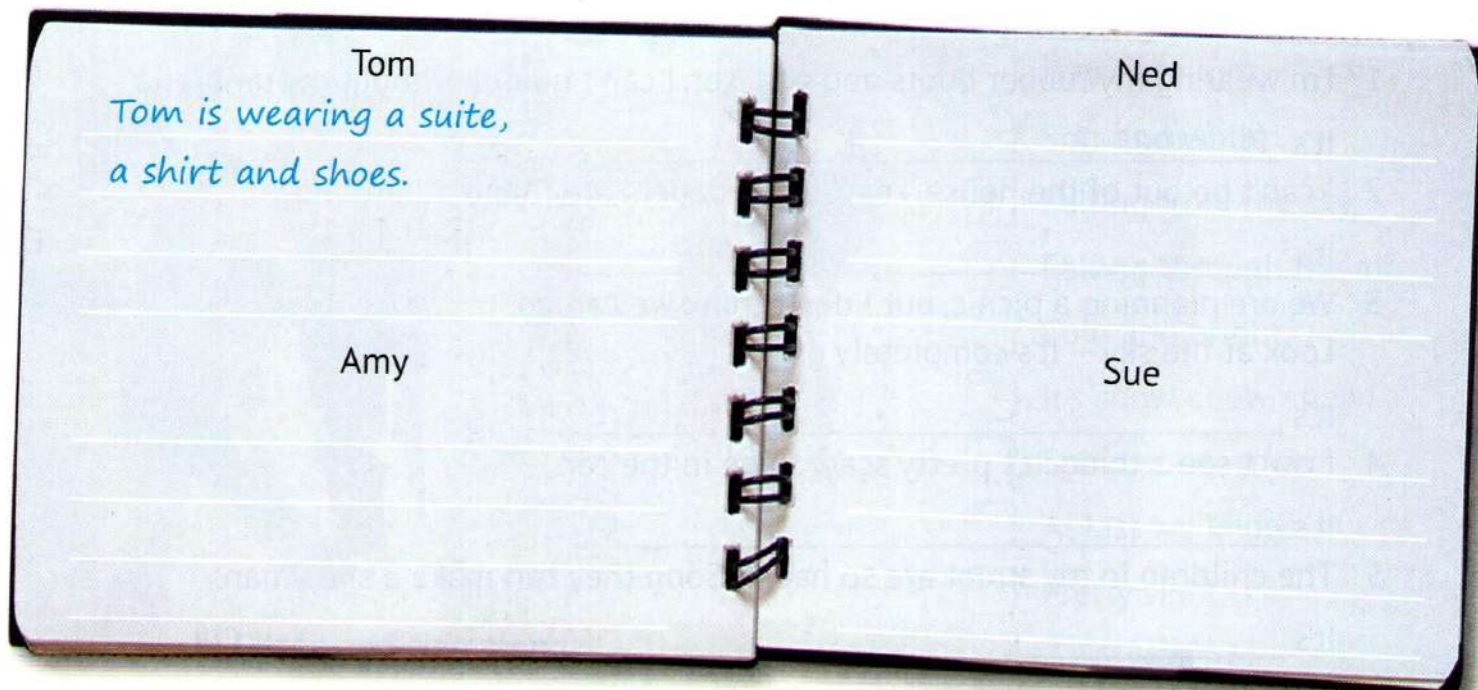 Tom
Tom is wearing a suite,
a shirt and shoes.
Amy
Ned
Sue